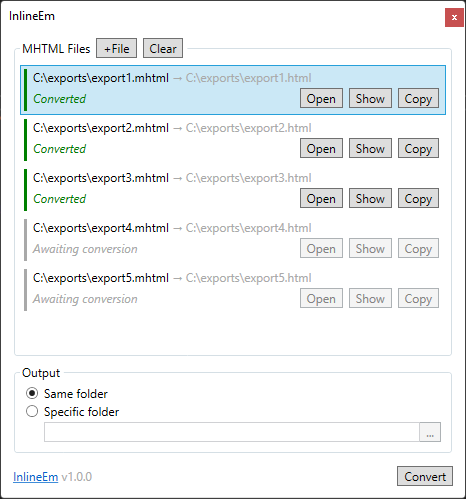 InlineEm
MHTML Files +File Clear
C:\exports\export1.mhtml → C:\exports\export1.html
Converted Open Show Copy
C:\exports\export2.mhtml → C:\exports\export2.html
Converted Open Show Copy
C:\exports\export3.mhtml → C:\exports\export3.html
Converted Open Show Copy
C:\exports\export4.mhtml → C:\exports\export4.html
Awaiting conversion Open Show Copy
C:\exports\export5.mhtml → C:\exports\export5.html
Awaiting conversion Open Show Copy
Output
Same folder
Specific folder
...
InlineEm v1.0.0 Convert